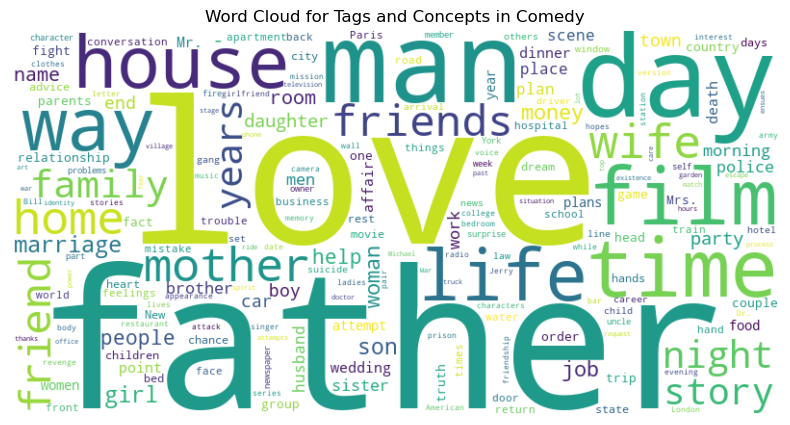 Word Cloud for Tags and Concepts in Comedy
character
conversation
Mr. -
apartment
back
Paris
member
others
window
interest
days
fight
clothes
house
man
city
road
scene
town
country
day
name
advice
mission
television
dinner
place
year
plan
version
parents
end
room
letter
firegirlfriend
arrival
driver
lot
death
ensues
way
love
years
daughter
friends
money
hospital
hopes
station
wife
army
relationship
stage
phone
wall
things
York
voice
morning
art
problems
village
gang
music
camera
one
week
past
dream
top
care
self
garden
police
family
war
stories
men
owner
affair
existence
escape
match
film
Bill
identity
four
business
news
college
game
Mrs.
hours
home
fact
trouble
memory
rest
work
bedroom
situation
school
train
hotel
marriage
part
set
movie
surprise
plans
line
head
party
process
mistake
ride
date
help
radio
law
while
time
friend
mother
suicide
woman
Michael
War
Jerry
life
hands
world
heart
feelings
power
brother
appearance
spirit
boy
ladies
pair
truck
characters
career
couple
New
lives
car
doctor
bar
child
Dr.
father
body
restaurant
attack
singer
attempts
attempt
water
uncle
hand
food
thanks
office
people
chance
son
prison
friendship
order
request
night
revenge
children
face
newspaper
husband
wedding
truth
times
job
evening
women
point
bed
series
sister
door
trip
story
front
girl
group
American
return
state
London